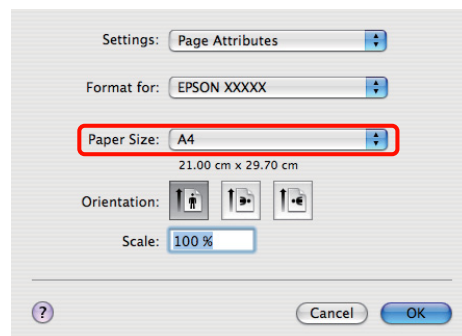 Settings: Page Attributes
Format for: EPSON XXXXX
Paper Size: A4
21.00 cm x 29.70 cm
Orientation:
Scale: 100 %
? Cancel OK